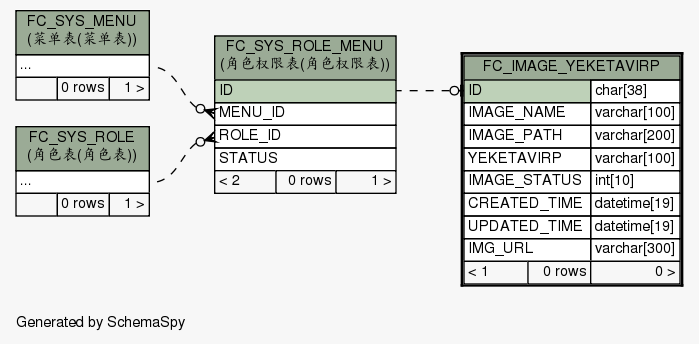 FC_SYS_MENU
(菜单表(菜单表))
...
0 rows 1 >
FC_SYS_ROLE
(角色表(角色表))
...
0 rows 1 >
FC_SYS_ROLE_MENU
(角色权限表(角色权限表))
ID
MENU_ID
ROLE_ID
STATUS
< 2 0 rows 1 >
FC_IMAGE_YEKETAVIRP
ID char[38]
IMAGE_NAME varchar[100]
IMAGE_PATH varchar[200]
YEKETAVIRP varchar[100]
IMAGE_STATUS int[10]
CREATED_TIME datetime[19]
UPDATED_TIME datetime[19]
IMG_URL varchar[300]
< 1 0 rows 0 >
Generated by SchemaSpy